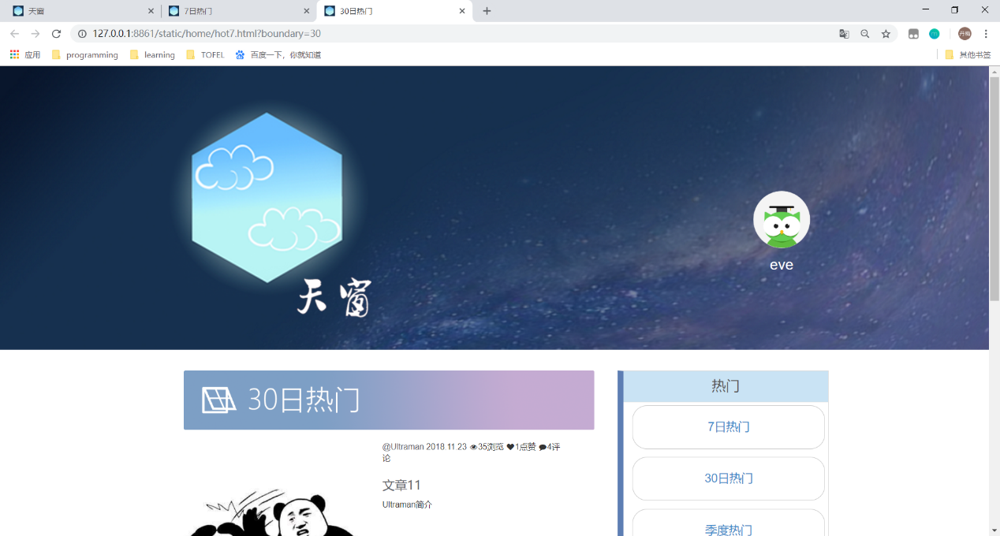 天窗
7日热门
30日热门
127.0.0.1:8861/static/home/hot7.html?boundary=30
应用
programming
learning
TOFEL
百度一下，你就知道
其他书签
天窗
eve
30日热门
@Ultraman 2018.11.23 35浏览 1点赞 4评
论
文章11
Ultraman简介
热门
7日热门
30日热门
季度热门